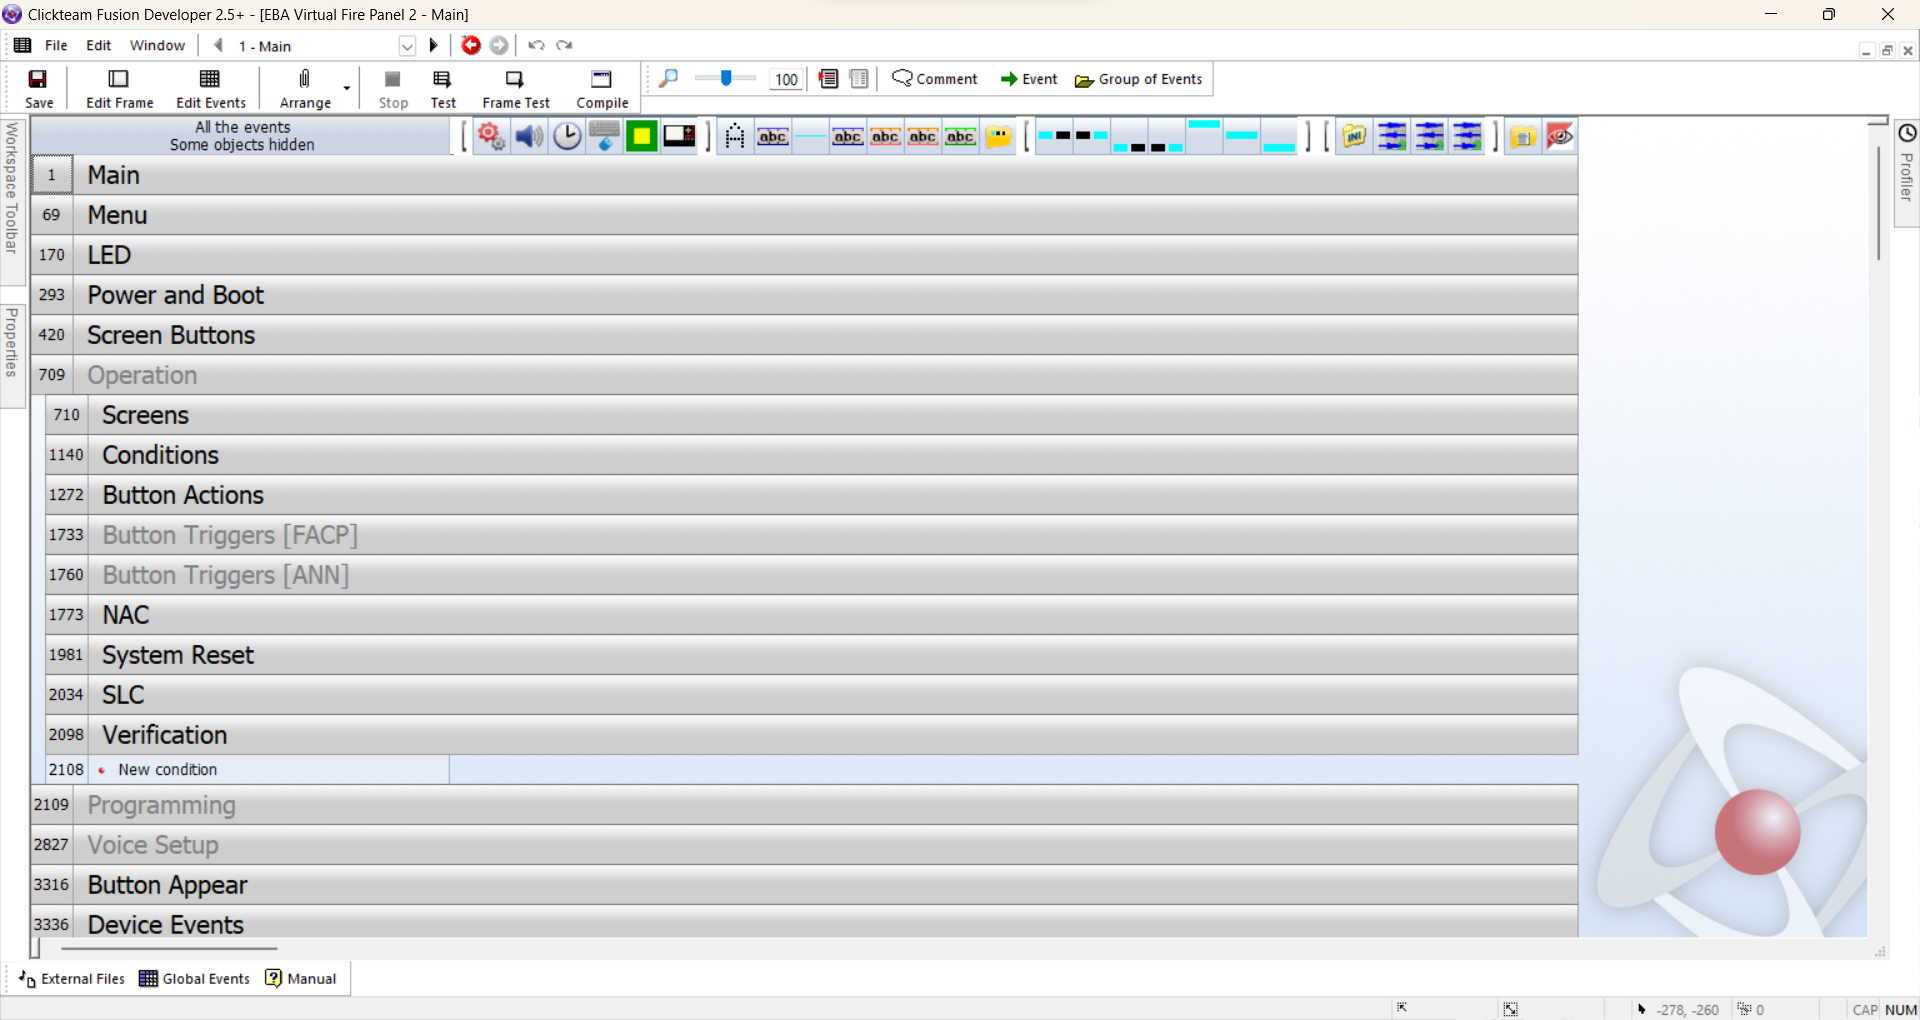 Clickteam Fusion Developer 2.5+ - [EBA Virtual Fire Panel 2 - Main]
File Edit Window 1 - Main
Save Edit Frame Edit Events Arrange Stop Test Frame Test Compile 100 Comment Event Group of Events
All the events
Some objects hidden
abc abc abc abc abc INI
Workspace Toolbar
Properties
Profiler
1 Main
69 Menu
170 LED
293 Power and Boot
420 Screen Buttons
709 Operation
710 Screens
1140 Conditions
1272 Button Actions
1733 Button Triggers [FACP]
1760 Button Triggers [ANN]
1773 NAC
1981 System Reset
2034 SLC
2098 Verification
2108 • New condition
2109 Programming
2827 Voice Setup
3316 Button Appear
3336 Device Events
External Files Global Events Manual
-278, -260 0 CAP NUM